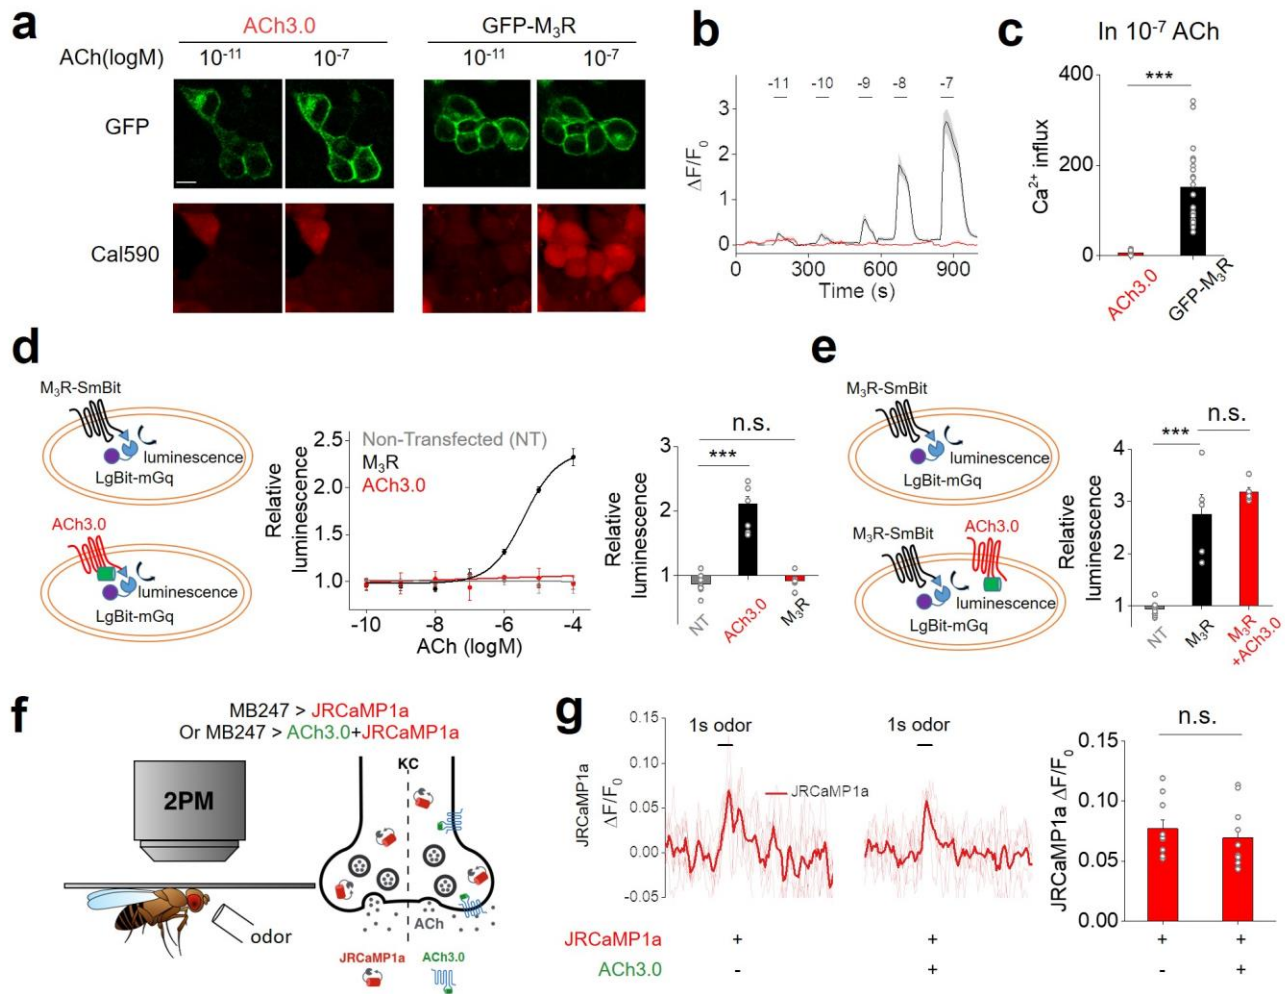 a
ACh3.0
GFP-M₃R
ACh(logM)
10⁻¹¹
10⁻⁷
10⁻¹¹
10⁻⁷
GFP
Cal590
b
-11
-10
-9
-8
-7
ΔF/F₀
3
2
1
0
0
300
600
900
Time (s)
c
In 10⁻⁷ ACh
***
Ca²⁺ influx
400
200
0
ACh3.0
GFP-M₃R
d
M₃R-SmBit
luminescence
LgBit-mGq
ACh3.0
luminescence
LgBit-mGq
Relative
luminescence
2.5
2.0
1.5
1.0
Non-Transfected (NT)
M₃R
ACh3.0
-10
-8
-6
-4
ACh (logM)
Relative
luminescence
3
2
1
n.s.
***
NT
ACh3.0
M₃R
e
M₃R-SmBit
luminescence
LgBit-mGq
M₃R-SmBit
ACh3.0
luminescence
LgBit-mGq
Relative
luminescence
4
3
2
1
***
n.s.
NT
M₃R
M₃R
+ACh3.0
f
MB247 > JRCaMP1a
Or MB247 > ACh3.0+JRCaMP1a
2PM
odor
KC
ACh
JRCaMP1a
ACh3.0
g
JRCaMP1a
ΔF/F₀
0.15
0.10
0.05
0.00
-0.05
1s odor
JRCaMP1a
1s odor
JRCaMP1a
+
+
ACh3.0
-
+
n.s.
JRCaMP1a ΔF/F₀
0.15
0.10
0.05
0.00
+
+
-
+